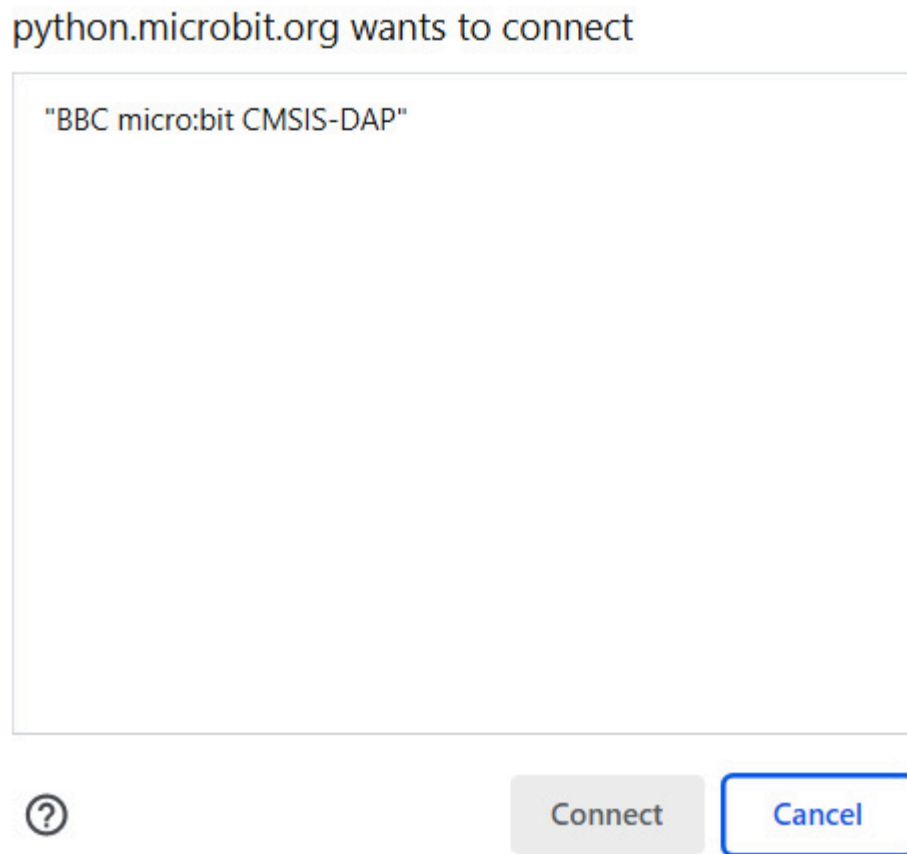 python.microbit.org wants to connect
"BBC micro:bit CMSIS-DAP"
?
Connect
Cancel